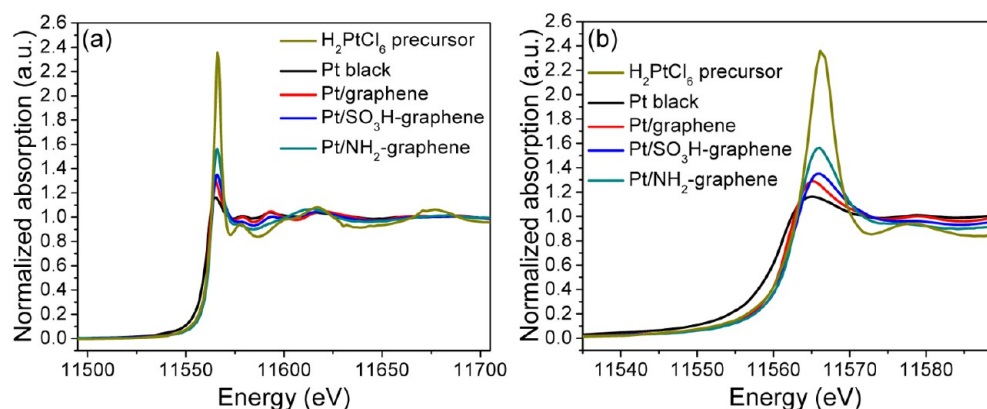 (a)
H₂PtCl₆ precursor
Pt black
Pt/graphene
Pt/SO₃H-graphene
Pt/NH₂-graphene
Normalized absorption (a.u.)
2.6
2.4
2.2
2.0
1.8
1.6
1.4
1.2
1.0
0.8
0.6
0.4
0.2
0.0
11500 11550 11600 11650 11700
Energy (eV)
(b)
H₂PtCl₆ precursor
Pt black
Pt/graphene
Pt/SO₃H-graphene
Pt/NH₂-graphene
Normalized absorption (a.u.)
2.6
2.4
2.2
2.0
1.8
1.6
1.4
1.2
1.0
0.8
0.6
0.4
0.2
0.0
11540 11550 11560 11570 11580
Energy (eV)